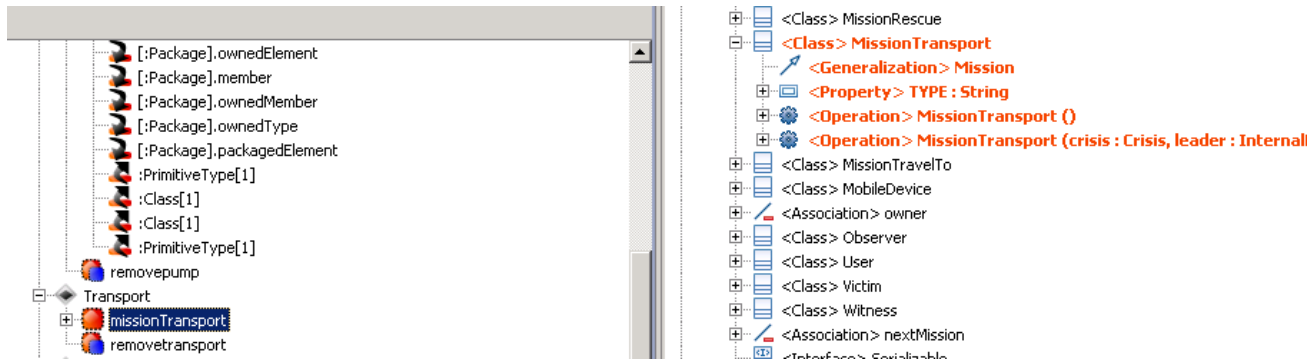 [:Package].ownedElement
[:Package].member
[:Package].ownedMember
[:Package].ownedType
[:Package].packagedElement
:PrimitiveType[1]
:Class[1]
:Class[1]
:PrimitiveType[1]
removepump
Transport
missionTransport
removetransport
<Class> MissionRescue
<Class> MissionTransport
<Generalization> Mission
<Property> TYPE : String
<Operation> MissionTransport ()
<Operation> MissionTransport (crisis : Crisis, leader : Internal
<Class> MissionTravelTo
<Class> MobileDevice
<Association> owner
<Class> Observer
<Class> User
<Class> Victim
<Class> Witness
<Association> nextMission
<Interface> Serializable